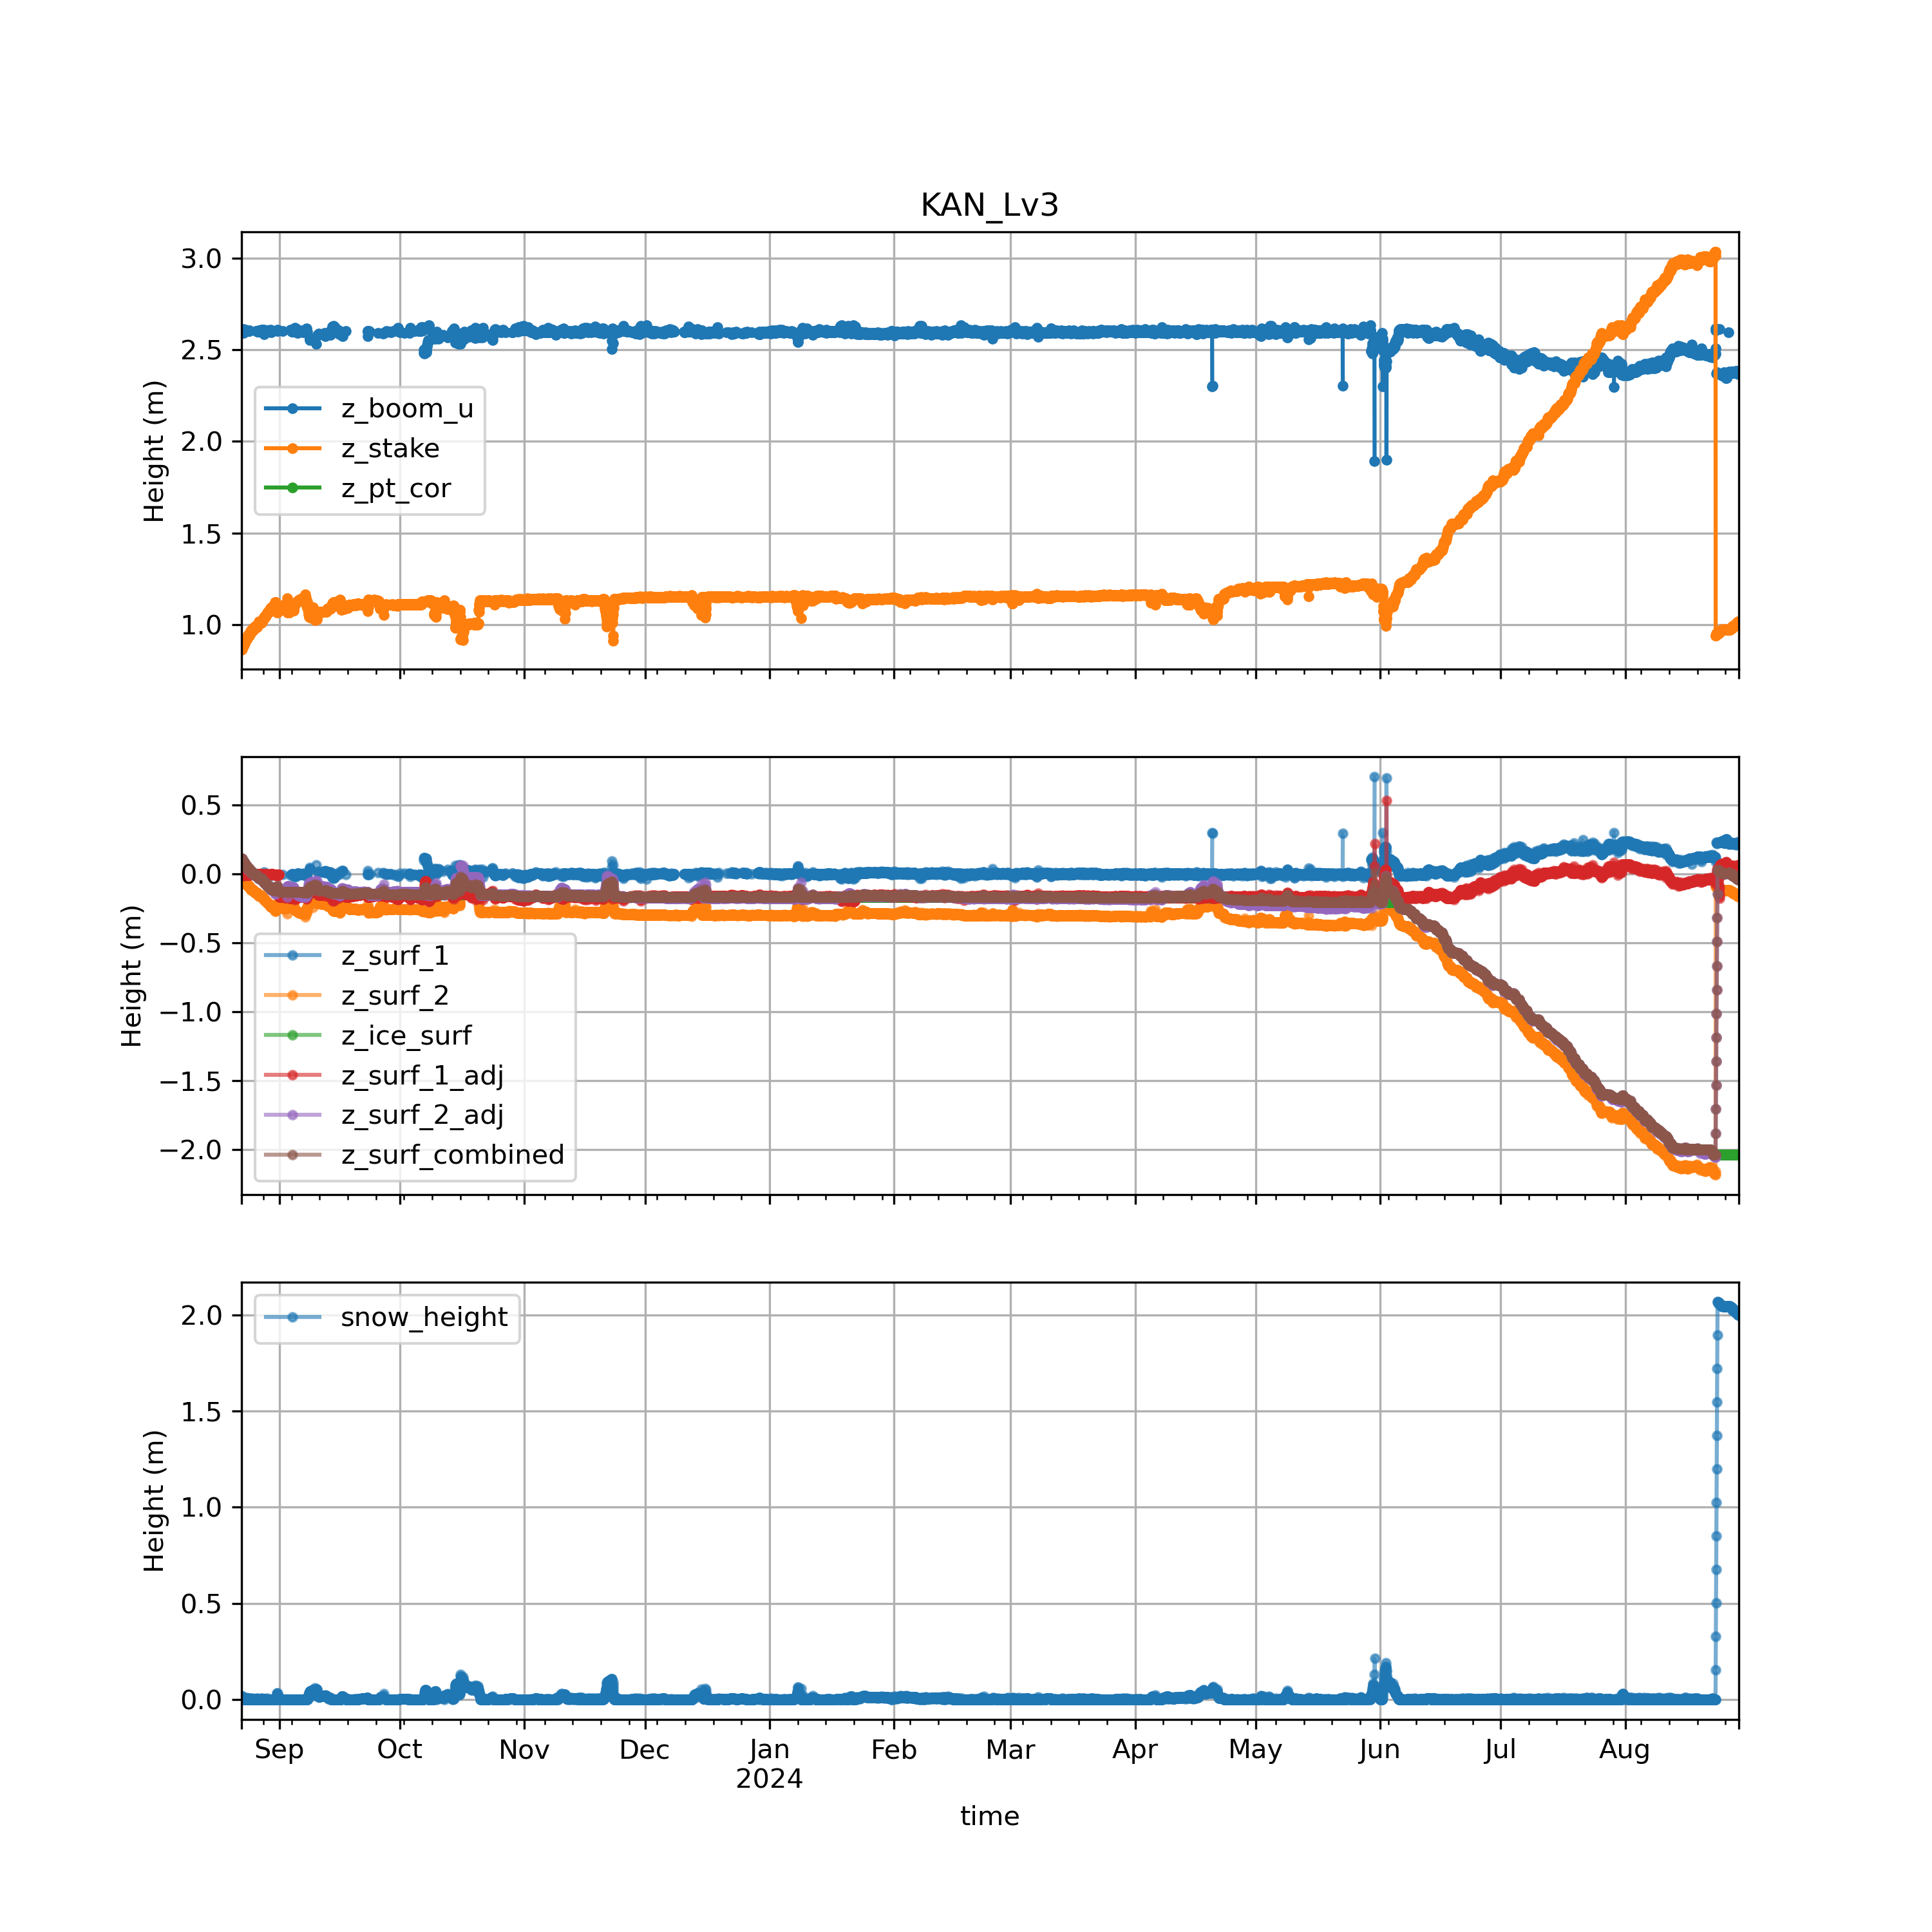 KAN_Lv3
3.0
2.5
2.0
1.5
1.0
Height (m)
z_boom_u
z_stake
z_pt_cor
0.5
0.0
−0.5
−1.0
−1.5
−2.0
Height (m)
z_surf_1
z_surf_2
z_ice_surf
z_surf_1_adj
z_surf_2_adj
z_surf_combined
2.0
1.5
1.0
0.5
0.0
Height (m)
snow_height
Sep Oct Nov Dec Jan Feb Mar Apr May Jun Jul Aug
2024
time